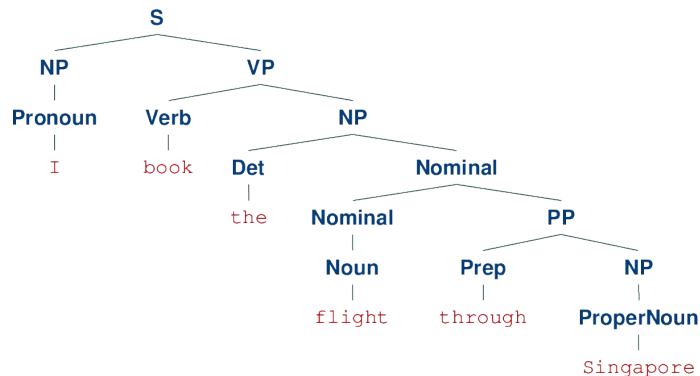 S
NP VP
Pronoun Verb NP
I book Det Nominal
the Nominal PP
Noun Prep NP
flight through ProperNoun
Singapore